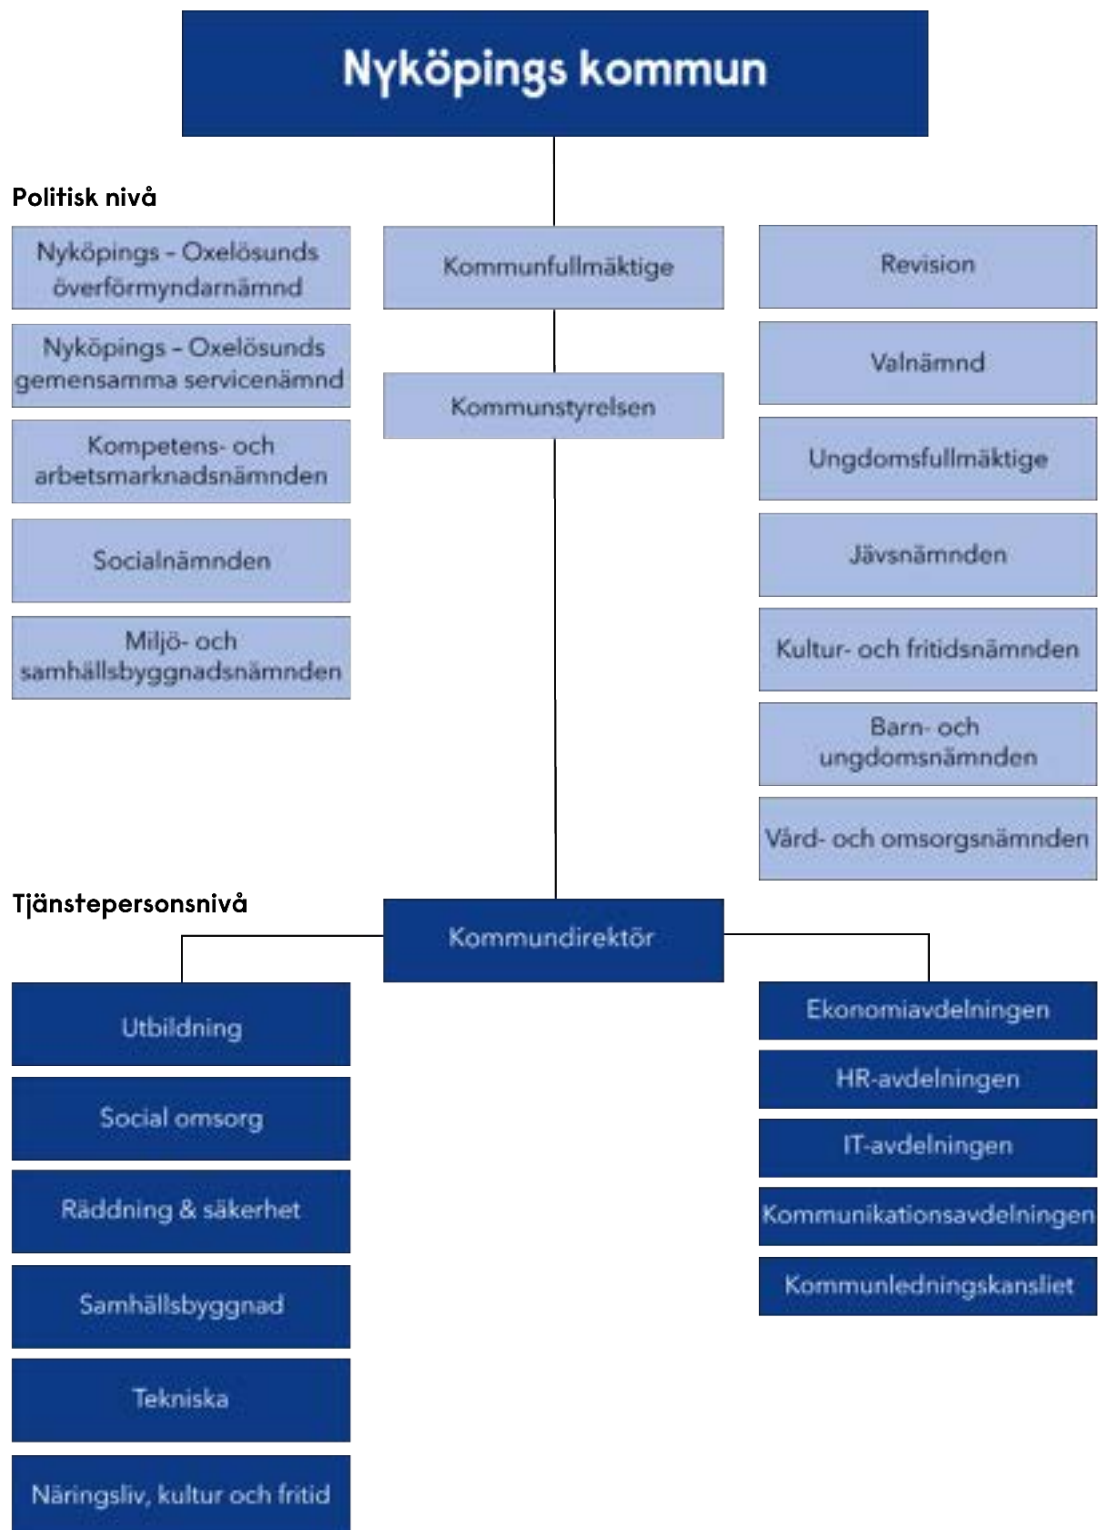 Nyköpings kommun
Politisk nivå
Nyköpings - Oxelösunds
överförmyndarnämnd
Nyköpings - Oxelösunds
gemensamma servicenämnd
Kompetens- och
arbetsmarknadsnämnden
Socialnämnden
Miljö- och
samhällsbyggnadsnämnden
Kommunfullmäktige
Kommunstyrelsen
Revision
Valnämnd
Ungdomsfullmäktige
Jävsnämnden
Kultur- och fritidsnämnden
Barn- och
ungdomsnämnden
Vård- och omsorgsnämnden
Tjänstepersonsnivå
Kommundirektör
Utbildning
Social omsorg
Räddning & säkerhet
Samhällsbyggnad
Tekniska
Näringsliv, kultur och fritid
Ekonomiavdelningen
HR-avdelningen
IT-avdelningen
Kommunikationsavdelningen
Kommunledningskansliet